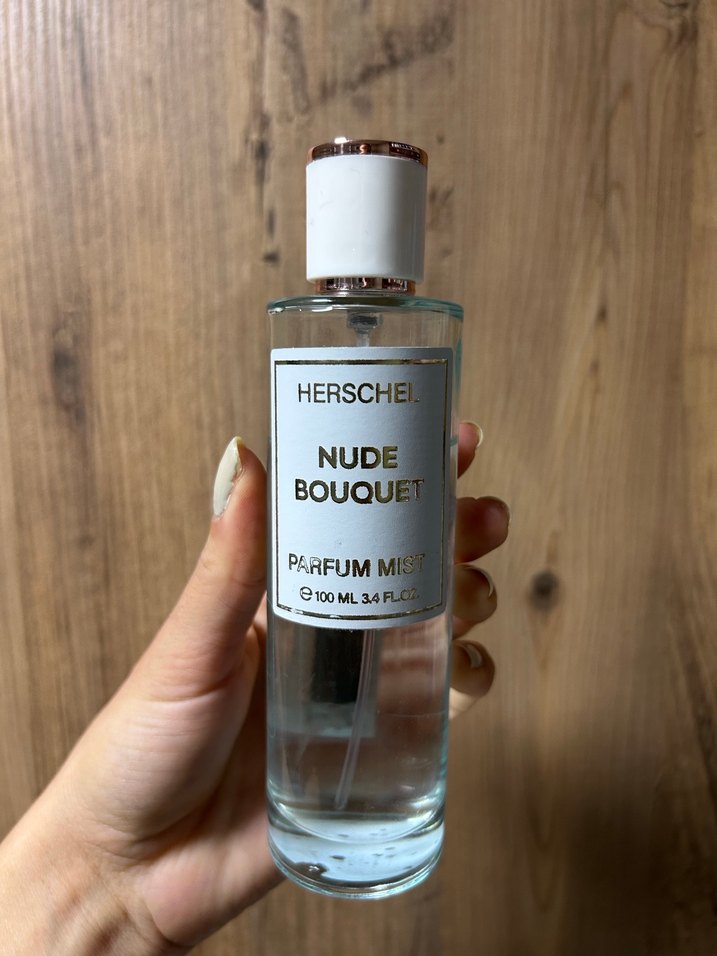 HERSCHEL
NUDE
BOUQUET
PARFUM MIST
℮ 100 ML 3.4 FL.OZ.